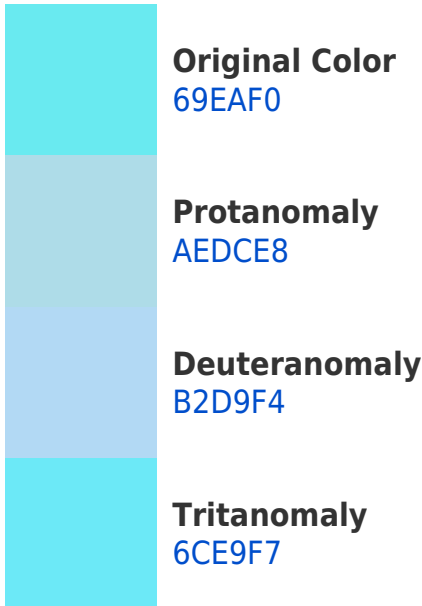 Original Color
69EAF0
Protanomaly
AEDCE8
Deuteranomaly
B2D9F4
Tritanomaly
6CE9F7